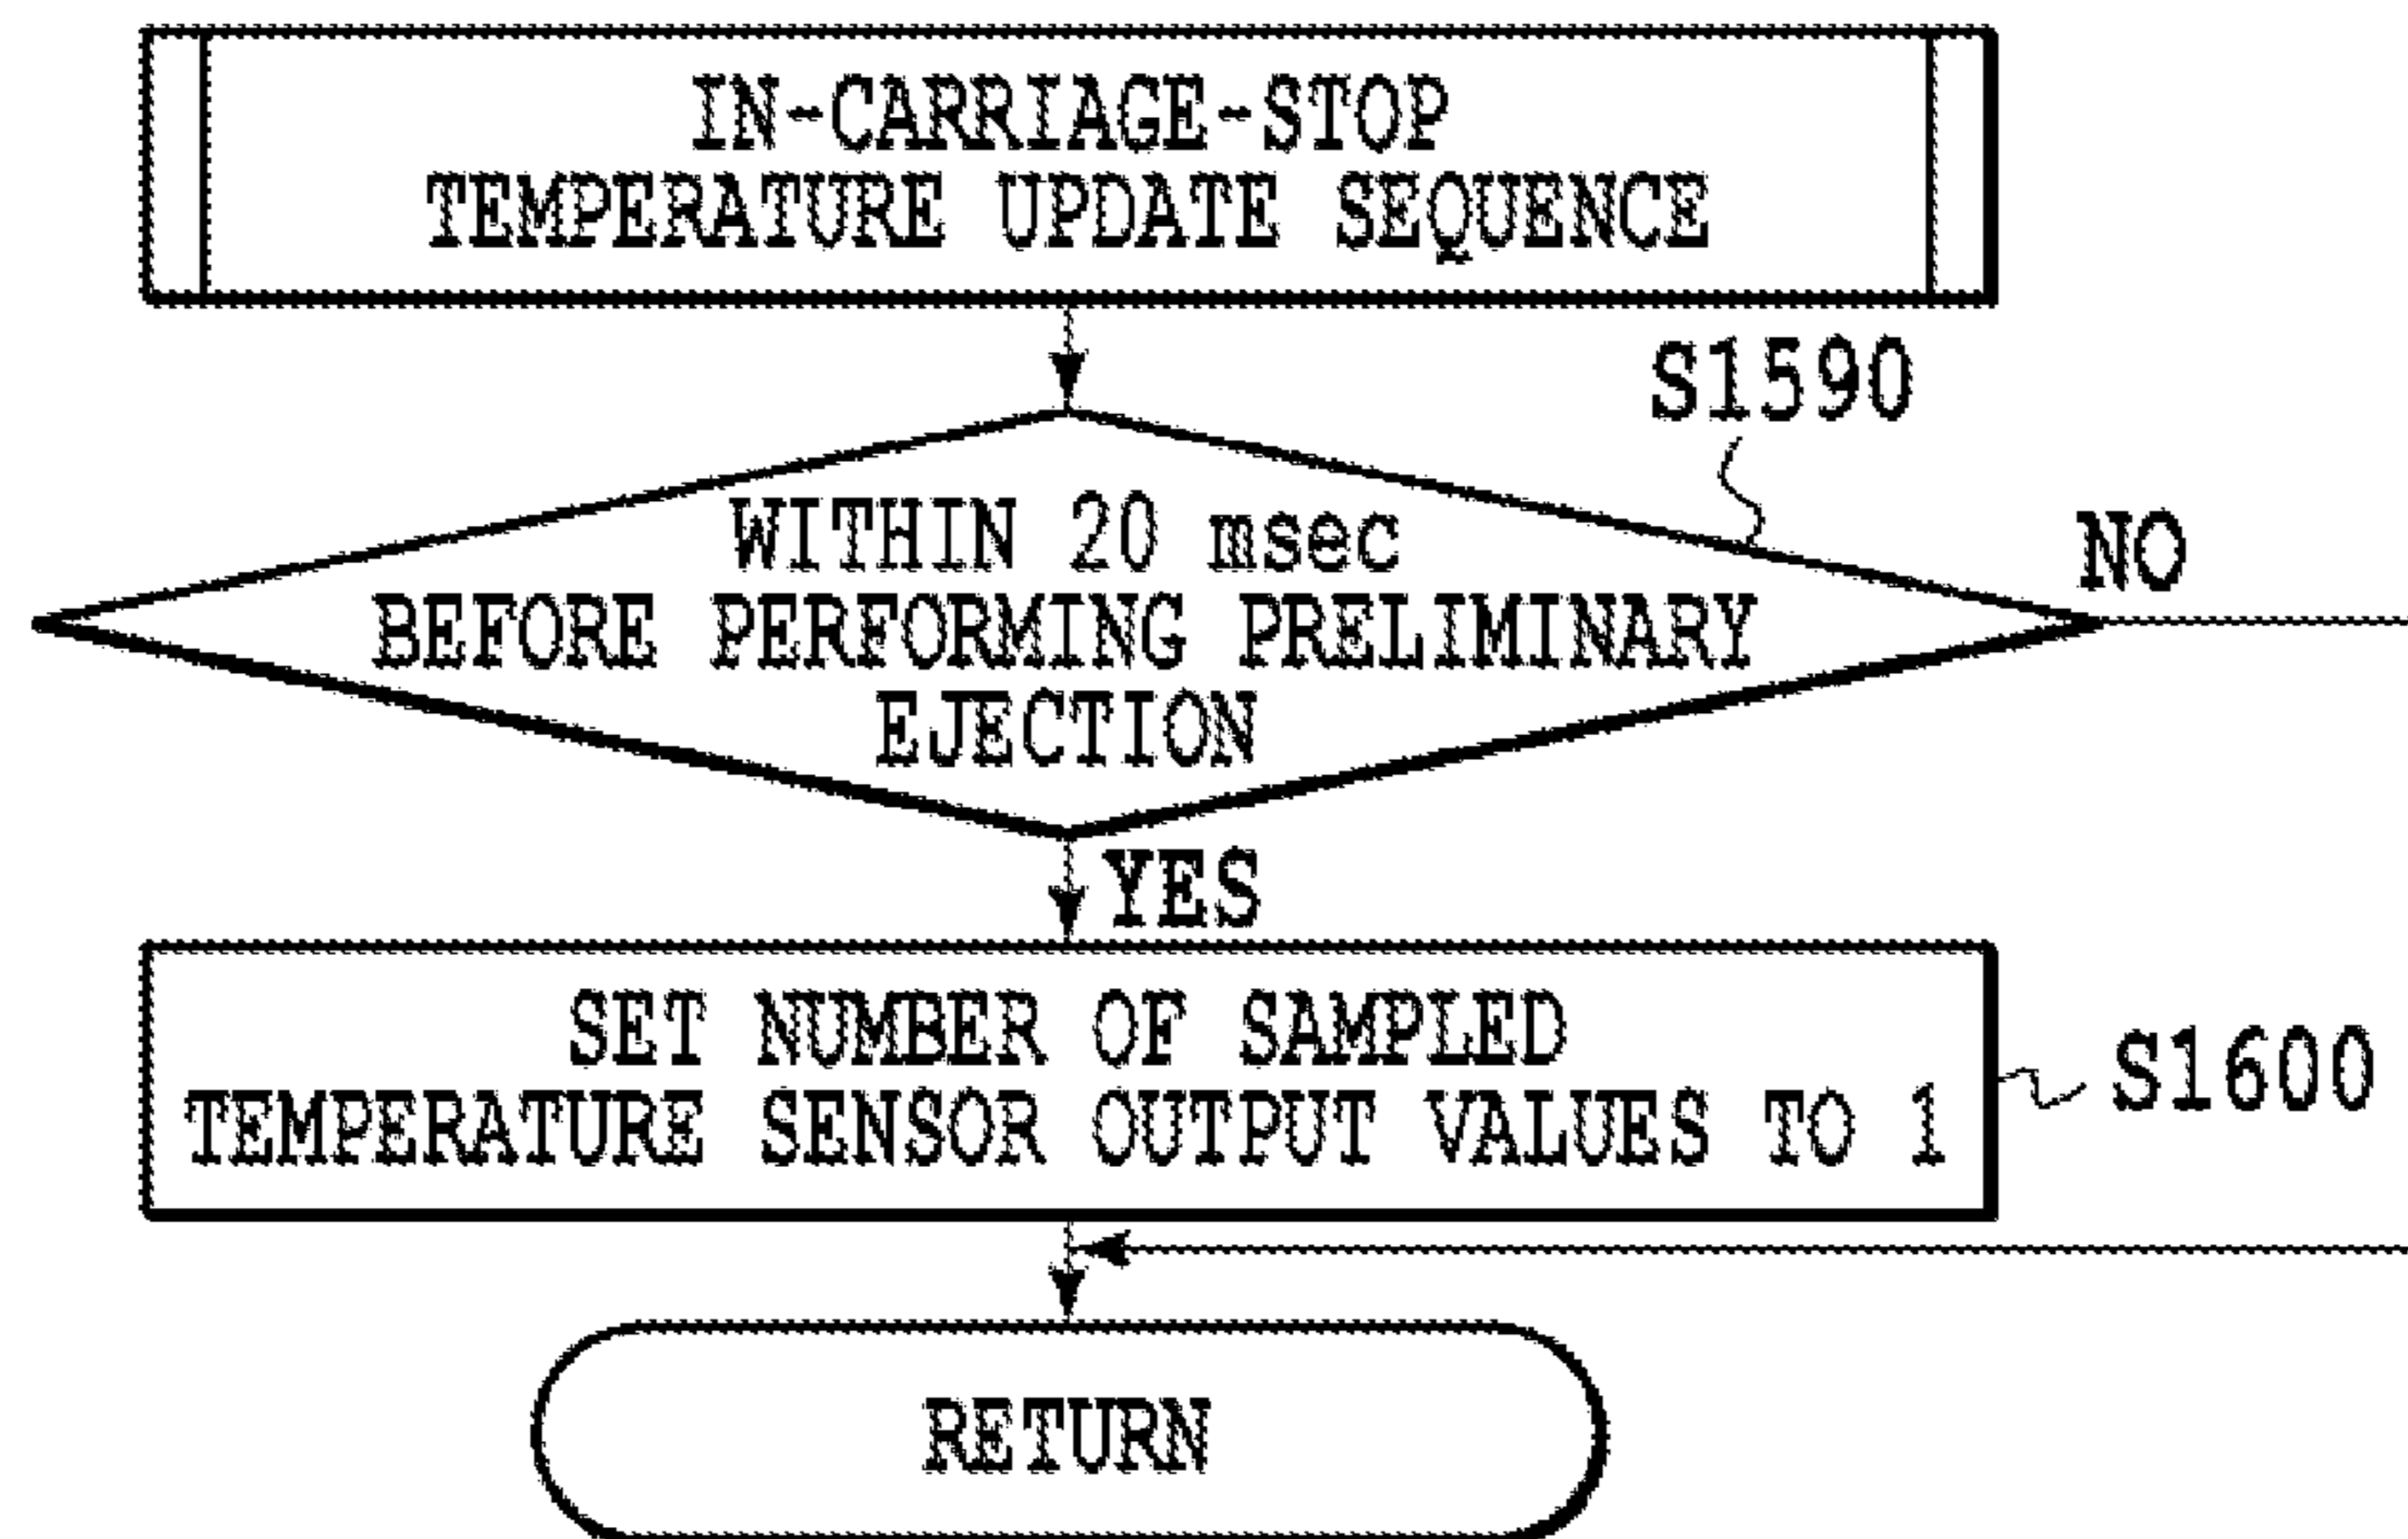 IN-CARRIAGE-STOP
TEMPERATURE UPDATE SEQUENCE
S1590
WITHIN 20 msec
BEFORE PERFORMING PRELIMINARY
EJECTION
NO
YES
SET NUMBER OF SAMPLED
TEMPERATURE SENSOR OUTPUT VALUES TO 1
S1600
RETURN